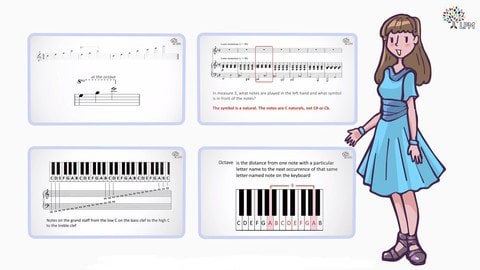 at the octave
8va
In measure 3, what notes are played in the left hand and what symbol
is in front of the notes?
The symbol is a natural. The notes are C naturals, not C# or Cb.
Notes on the grand staff from the low C on the bass clef to the high C
in the treble clef
Octave is the distance from one note with a particular
letter name to the next occurrence of that same
letter-named note on the keyboard
8
C D E F G A B C D E F G A B
LPM